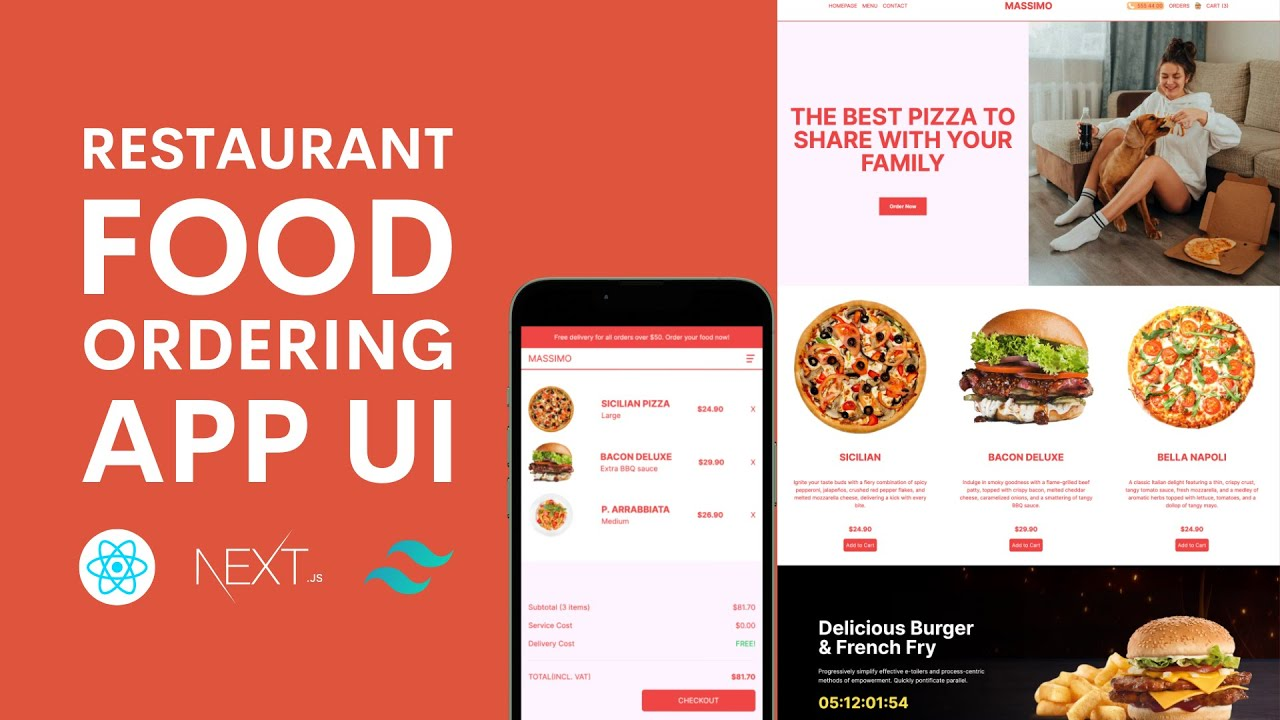 RESTAURANT
FOOD
ORDERING
APP UI
NEXT.JS
Free delivery for all orders over $50. Order your food now!
MASSIMO
SICILIAN PIZZA
Large
$24.90
X
BACON DELUXE
Extra BBQ sauce
$29.90
X
P. ARRABBIATA
Medium
$26.90
X
Subtotal (3 items)
$81.70
Service Cost
$0.00
Delivery Cost
FREE!
TOTAL(INCL. VAT)
$81.70
CHECKOUT
HOMEPAGE
MENU
CONTACT
MASSIMO
555 44 00
ORDERS
CART (3)
THE BEST PIZZA TO
SHARE WITH YOUR
FAMILY
Order Now
SICILIAN
Ignite your taste buds with a fiery combination of spicy
pepperoni, jalapeños, crushed red pepper flakes, and
melted mozzarella cheese, delivering a kick with every
bite.
$24.90
Add to Cart
BACON DELUXE
Indulge in smoky goodness with a flame-grilled beef
patty, topped with crispy bacon, melted cheddar
cheese, caramelized onions, and a smattering of tangy
BBQ sauce.
$29.90
Add to Cart
BELLA NAPOLI
A classic Italian delight featuring a thin, crispy crust,
tangy tomato sauce, fresh mozzarella, and a medley of
aromatic herbs topped with lettuce, tomatoes, and a
dollop of tangy mayo.
$24.90
Add to Cart
Delicious Burger
& French Fry
Progressively simplify effective e-toilers and process-centric
methods of empowerment. Quickly pontificate parallel.
05:12:01:54